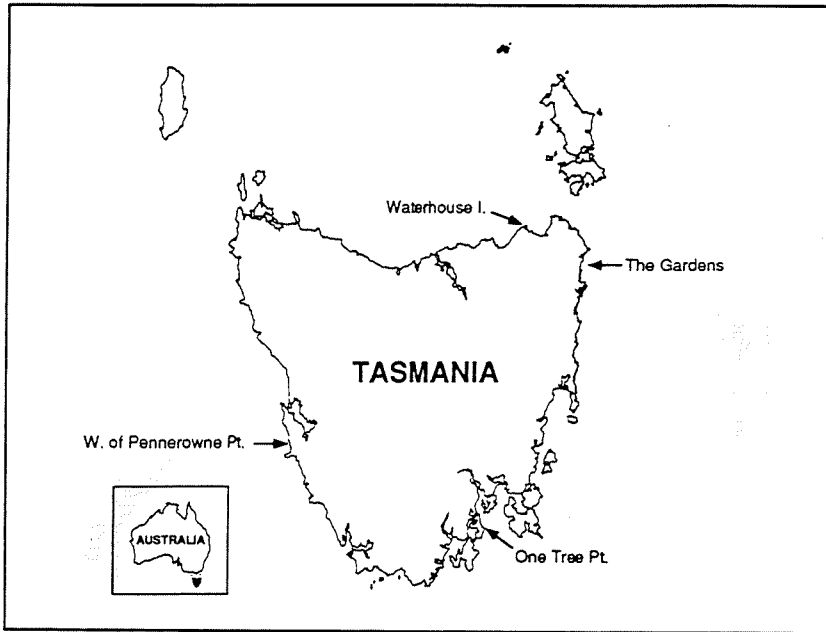 Waterhouse I.
The Gardens
TASMANIA
W. of Pennerowne Pt.
AUSTRALIA
One Tree Pt.